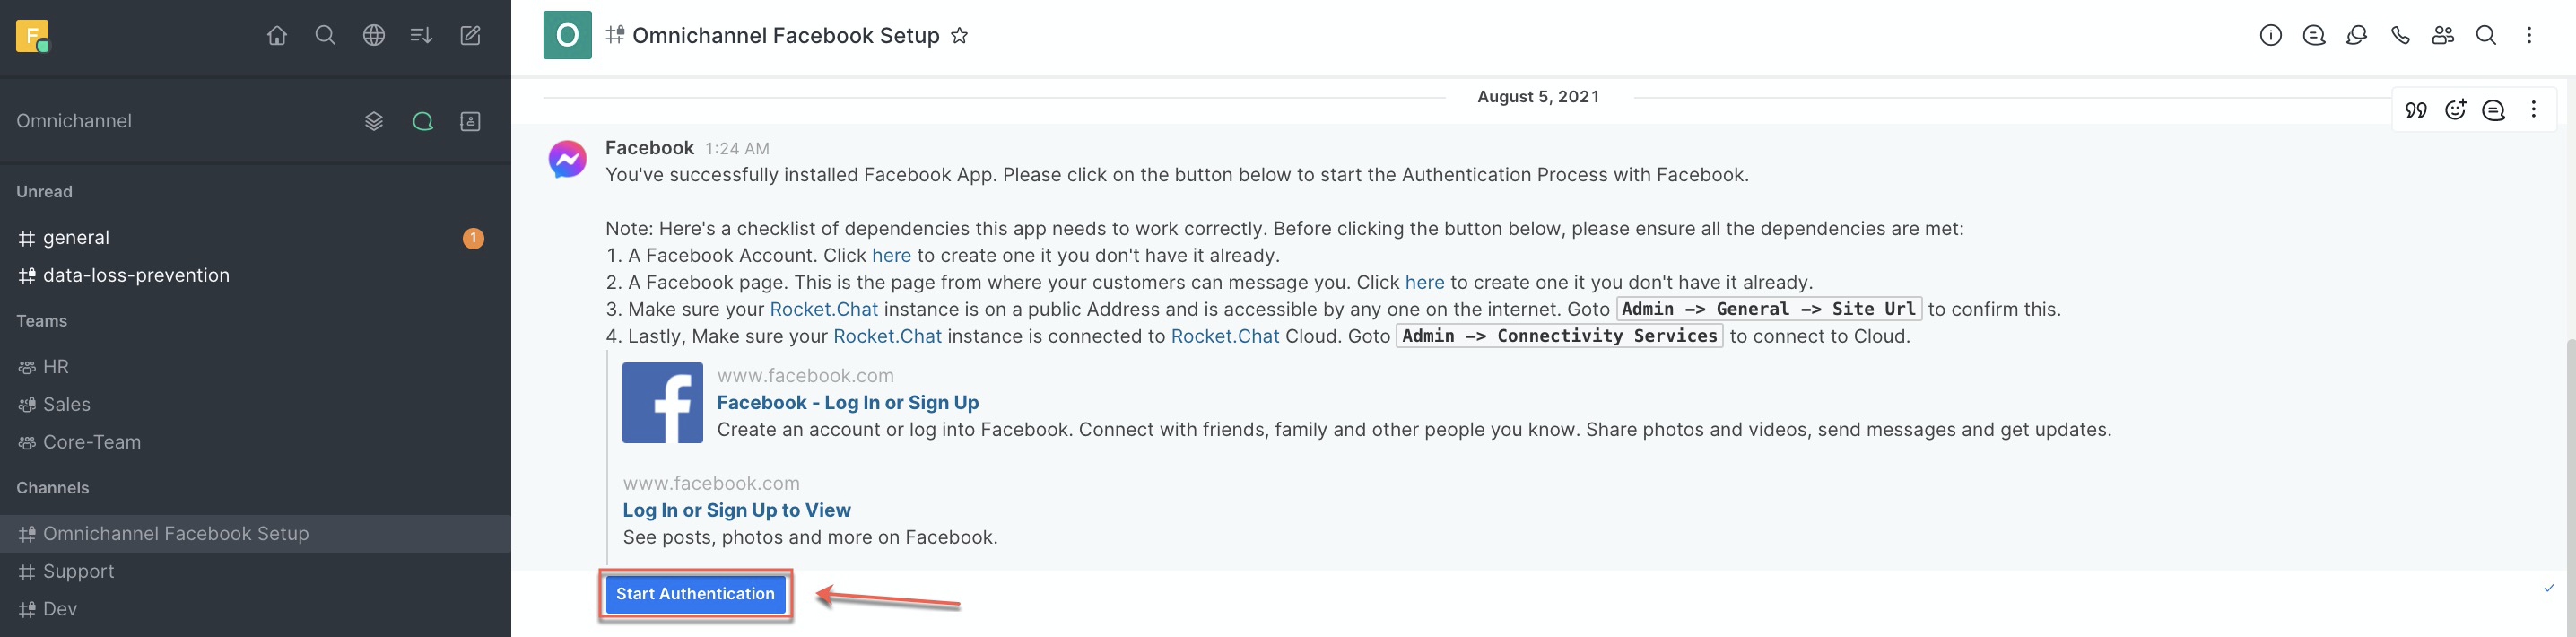 F
Omnichannel
Unread
general
1
data-loss-prevention
Teams
HR
Sales
Core-Team
Channels
Omnichannel Facebook Setup
Support
Dev
O
Omnichannel Facebook Setup
August 5, 2021
Facebook 1:24 AM
You've successfully installed Facebook App. Please click on the button below to start the Authentication Process with Facebook.
Note: Here's a checklist of dependencies this app needs to work correctly. Before clicking the button below, please ensure all the dependencies are met:
1. A Facebook Account. Click here to create one it you don't have it already.
2. A Facebook page. This is the page from where your customers can message you. Click here to create one it you don't have it already.
3. Make sure your Rocket.Chat instance is on a public Address and is accessible by any one on the internet. Goto Admin -> General -> Site Url to confirm this.
4. Lastly, Make sure your Rocket.Chat instance is connected to Rocket.Chat Cloud. Goto Admin -> Connectivity Services to connect to Cloud.
f
www.facebook.com
Facebook - Log In or Sign Up
Create an account or log into Facebook. Connect with friends, family and other people you know. Share photos and videos, send messages and get updates.
www.facebook.com
Log In or Sign Up to View
See posts, photos and more on Facebook.
Start Authentication